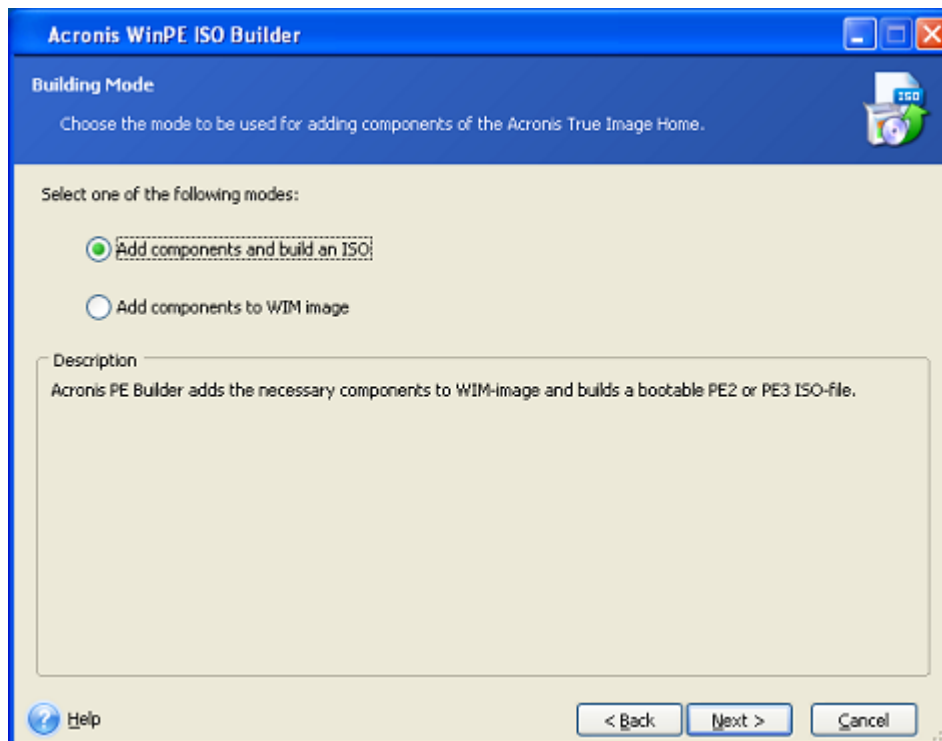 Acronis WinPE ISO Builder
Building Mode
Choose the mode to be used for adding components of the Acronis True Image Home.
ISO
Select one of the following modes:
Add components and build an ISO
Add components to WIM image
Description
Acronis PE Builder adds the necessary components to WIM-image and builds a bootable PE2 or PE3 ISO-file.
? Help
< Back
Next >
Cancel